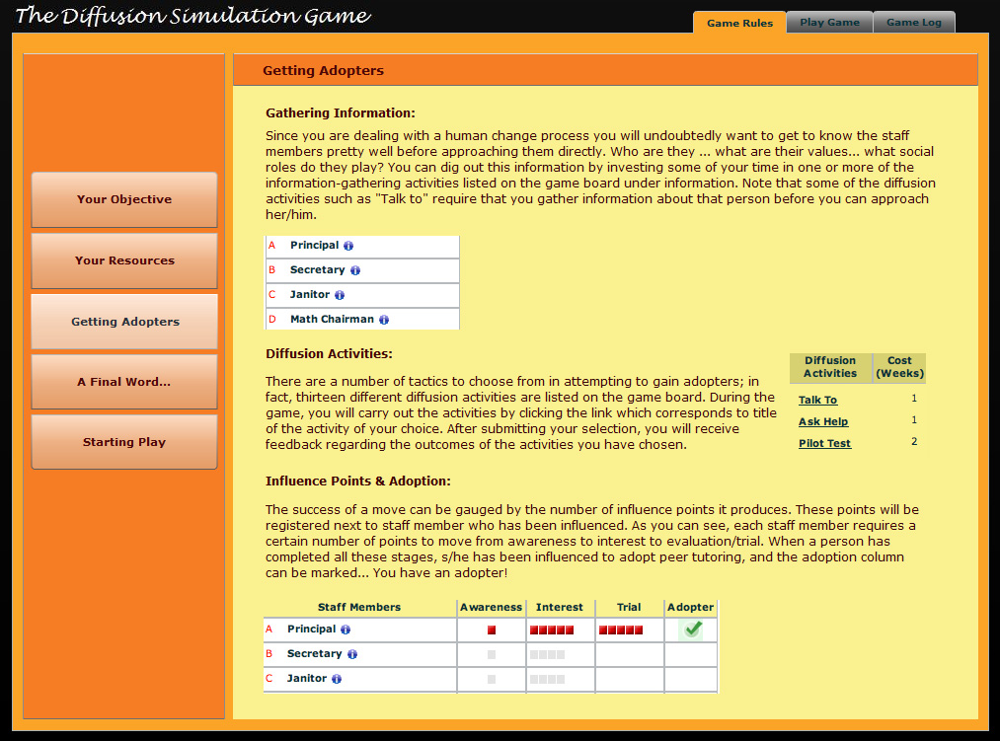 The Diffusion Simulation Game
Game Rules
Play Game
Game Log
Your Objective
Your Resources
Getting Adopters
A Final Word...
Starting Play
Getting Adopters
Gathering Information:
Since you are dealing with a human change process you will undoubtedly want to get to know the staff
members pretty well before approaching them directly. Who are they ... what are their values... what social
roles do they play? You can dig out this information by investing some of your time in one or more of the
information-gathering activities listed on the game board under information. Note that some of the diffusion
activities such as "Talk to" require that you gather information about that person before you can approach
her/him.
A Principal i
B Secretary i
C Janitor i
D Math Chairman i
Diffusion Activities:
There are a number of tactics to choose from in attempting to gain adopters; in
fact, thirteen different diffusion activities are listed on the game board. During the
game, you will carry out the activities by clicking the link which corresponds to title
of the activity of your choice. After submitting your selection, you will receive
feedback regarding the outcomes of the activities you have chosen.
Diffusion Cost
Activities (Weeks)
Talk To 1
Ask Help 1
Pilot Test 2
Influence Points & Adoption:
The success of a move can be gauged by the number of influence points it produces. These points will be
registered next to staff member who has been influenced. As you can see, each staff member requires a
certain number of points to move from awareness to interest to evaluation/trial. When a person has
completed all these stages, s/he has been influenced to adopt peer tutoring, and the adoption column
can be marked... You have an adopter!
Staff Members Awareness Interest Trial Adopter
A Principal i
B Secretary i
C Janitor i